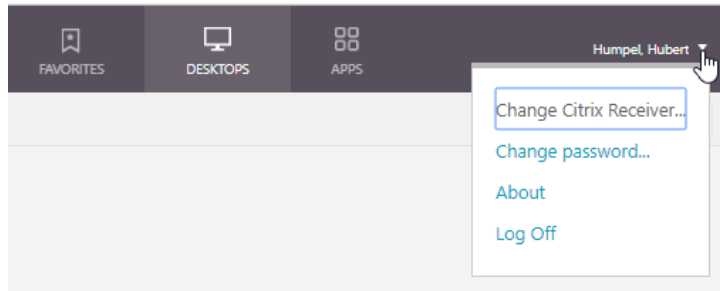 FAVORITES
DESKTOPS
APPS
Humpel, Hubert
Change Citrix Receiver...
Change password...
About
Log Off